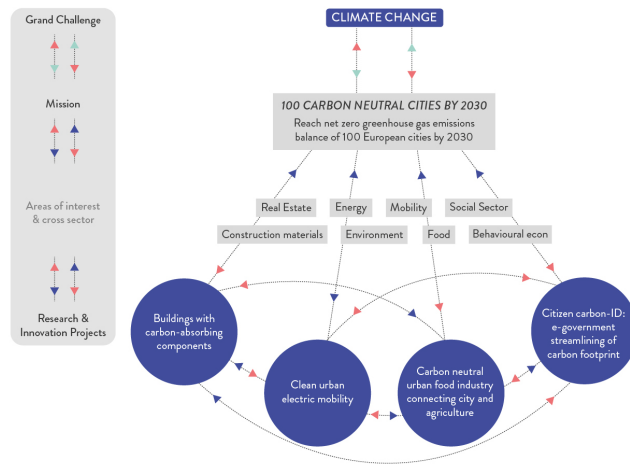 Grand Challenge
Mission
Areas of interest
& cross sector
Research &
Innovation Projects
CLIMATE CHANGE
100 CARBON NEUTRAL CITIES BY 2030
Reach net zero greenhouse gas emissions
balance of 100 European cities by 2030
Real Estate
Energy
Mobility
Social Sector
Construction materials
Environment
Food
Behavioural econ
Buildings with
carbon-absorbing
components
Clean urban
electric mobility
Carbon neutral
urban food industry
connecting city and
agriculture
Citizen carbon-ID:
e-government
streamlining of
carbon footprint